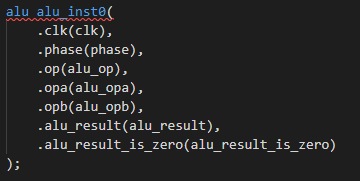 alu alu_inst0(
    .clk(clk),
    .phase(phase),
    .op(alu_op),
    .opa(alu_opa),
    .opb(alu_opb),
    .alu_result(alu_result),
    .alu_result_is_zero(alu_result_is_zero)
);